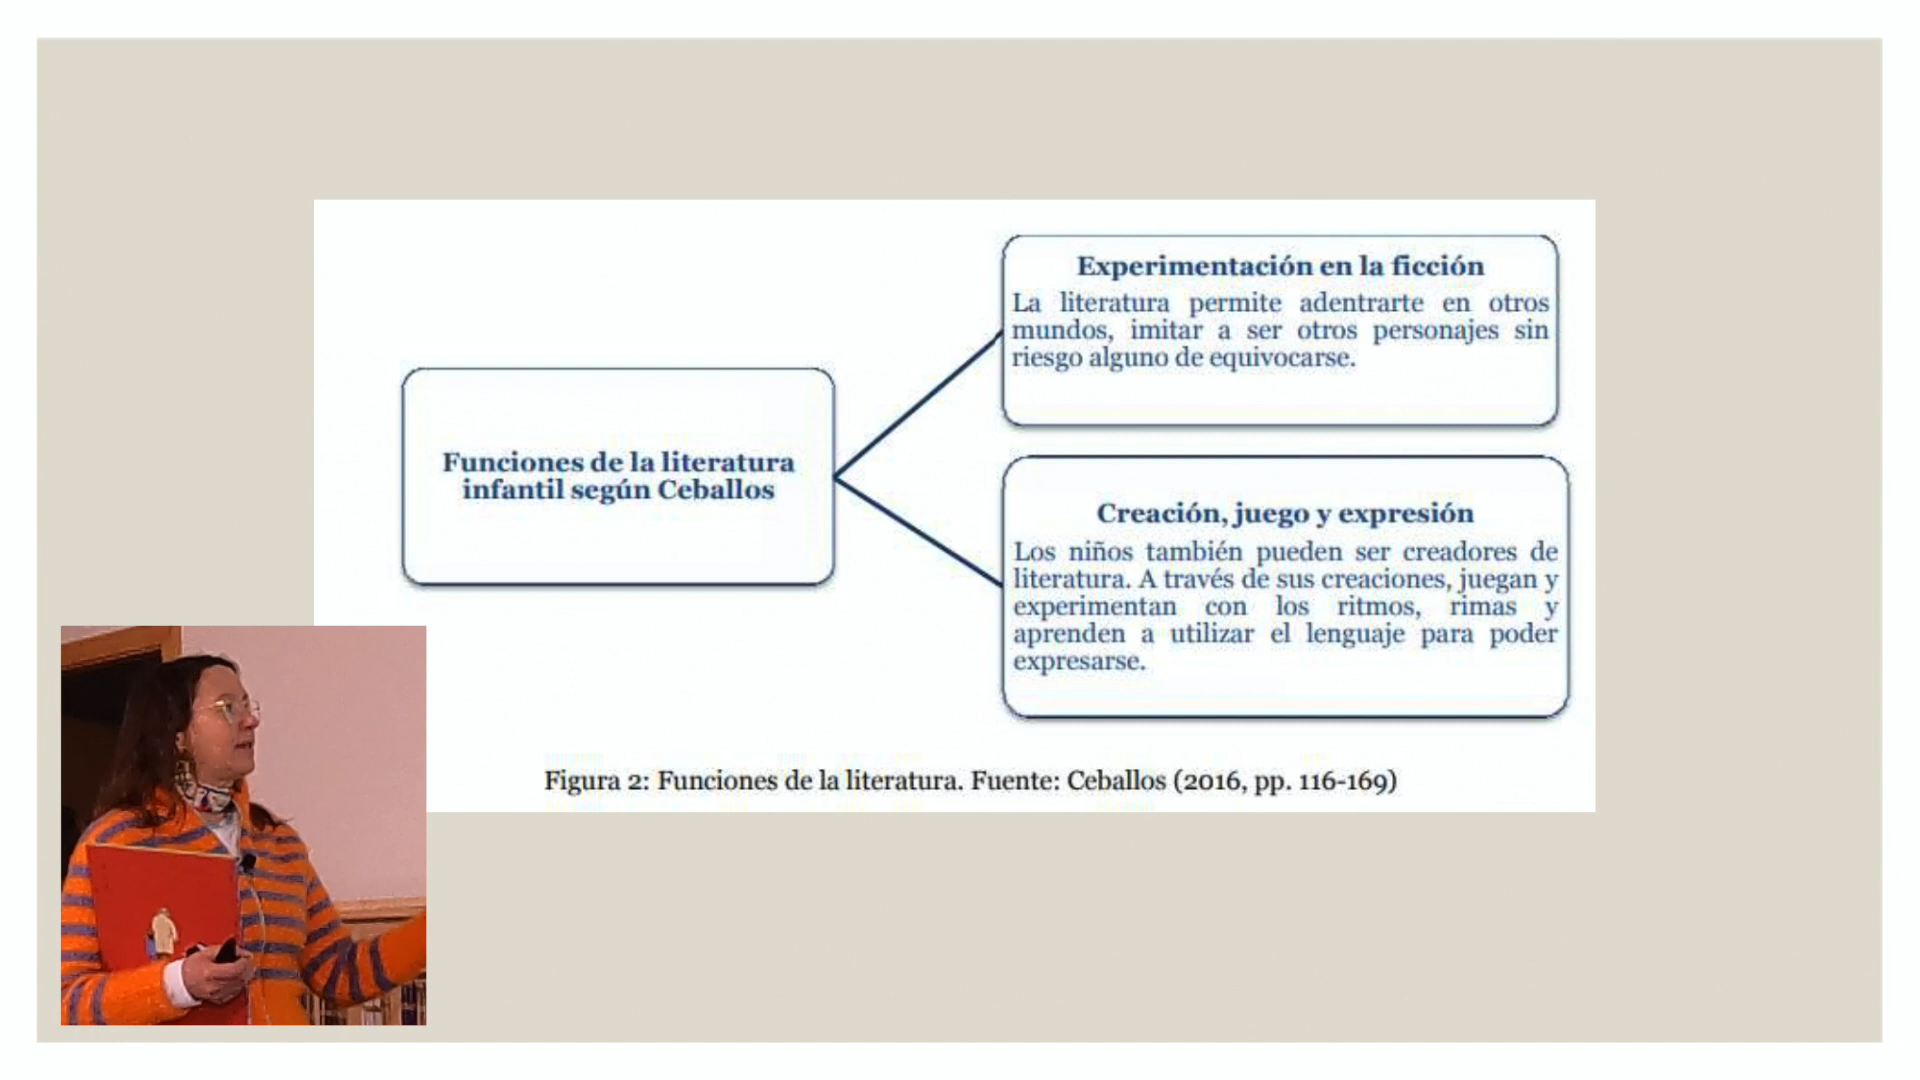 Funciones de la literatura
infantil según Ceballos
Experimentación en la ficción
La literatura permite adentrarte en otros
mundos, imitar a ser otros personajes sin
riesgo alguno de equivocarse.
Creación, juego y expresión
Los niños también pueden ser creadores de
literatura. A través de sus creaciones, juegan y
experimentan con los ritmos, rimas y
aprenden a utilizar el lenguaje para poder
expresarse.
Figura 2: Funciones de la literatura. Fuente: Ceballos (2016, pp. 116-169)